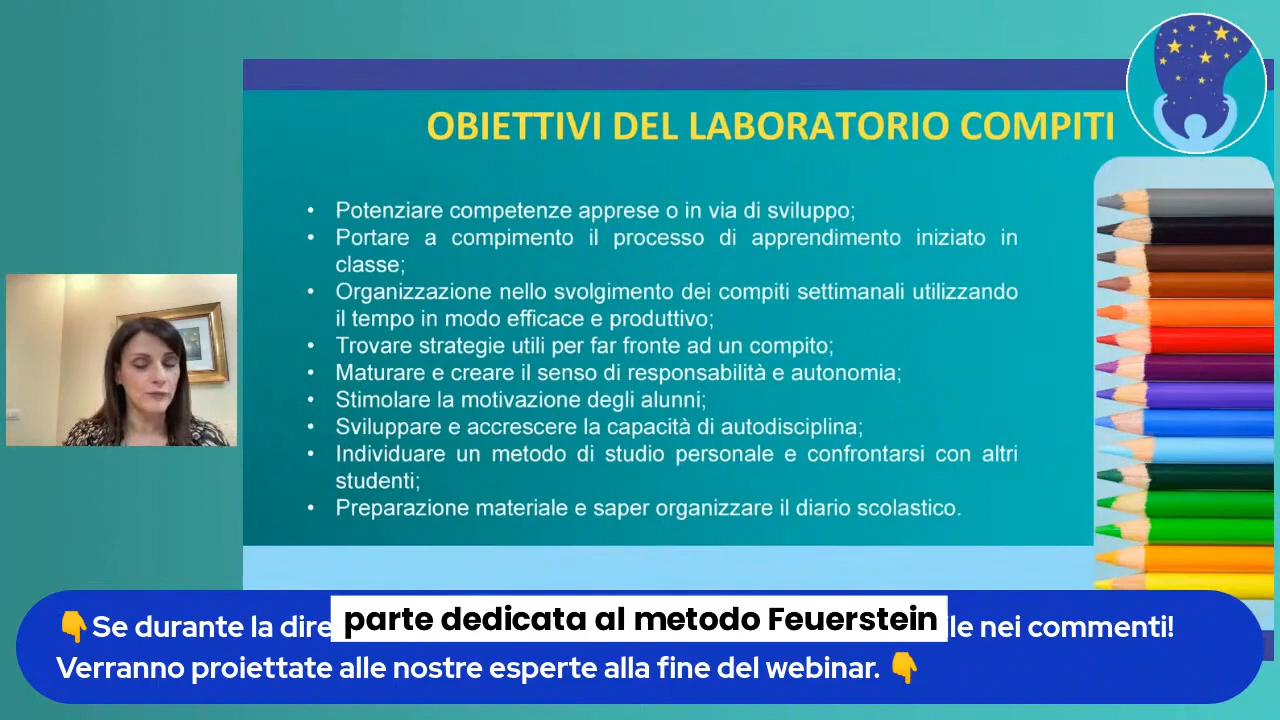 OBIETTIVI DEL LABORATORIO COMPITI
• Potenziare competenze apprese o in via di sviluppo;
• Portare a compimento il processo di apprendimento iniziato in
classe;
• Organizzazione nello svolgimento dei compiti settimanali utilizzando
il tempo in modo efficace e produttivo;
• Trovare strategie utili per far fronte ad un compito;
• Maturare e creare il senso di responsabilità e autonomia;
• Stimolare la motivazione degli alunni;
• Sviluppare e accrescere la capacità di autodisciplina;
• Individuare un metodo di studio personale e confrontarsi con altri
studenti;
• Preparazione materiale e saper organizzare il diario scolastico.
parte dedicata al metodo Feuerstein
👇Se durante la dire le nei commenti!
Verranno proiettate alle nostre esperte alla fine del webinar. 👇